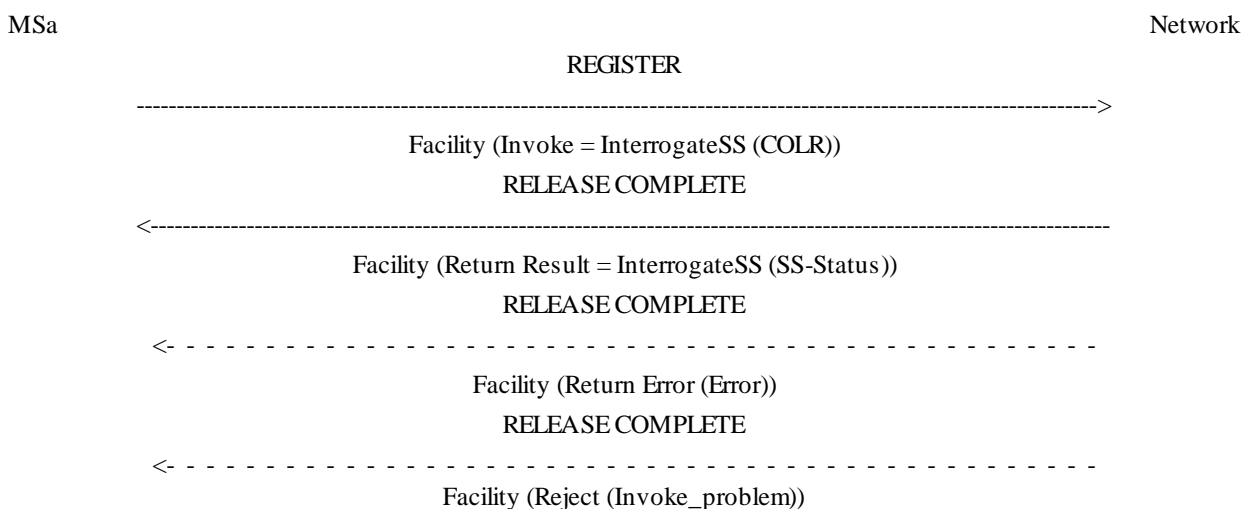 MSa Network
REGISTER
------------------------------------------------------------------------------------------------------------------------>
Facility (Invoke = InterrogateSS (COLR))
RELEASE COMPLETE
<------------------------------------------------------------------------------------------------------------------------
Facility (Return Result = InterrogateSS (SS-Status))
RELEASE COMPLETE
<- - - - - - - - - - - - - - - - - - - - - - - - - - - - - - - - - - - - - - - - - - - - - - - - -
Facility (Return Error (Error))
RELEASE COMPLETE
<- - - - - - - - - - - - - - - - - - - - - - - - - - - - - - - - - - - - - - - - - - - - - - - - -
Facility (Reject (Invoke_problem))